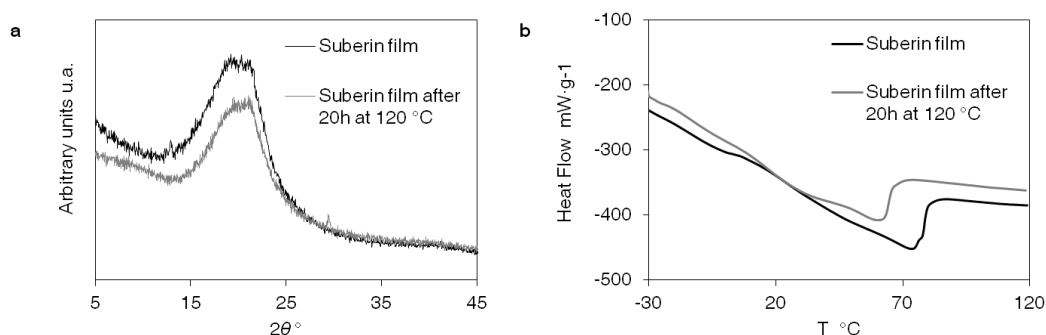 a
Arbitrary units u.a.
Suberin film
Suberin film after
20h at 120 °C
5
15
25
35
45
2θ °
b
Heat Flow  mW·g-1
-100
-200
-300
-400
-500
Suberin film
Suberin film after
20h at 120 °C
-30
20
70
120
T  °C